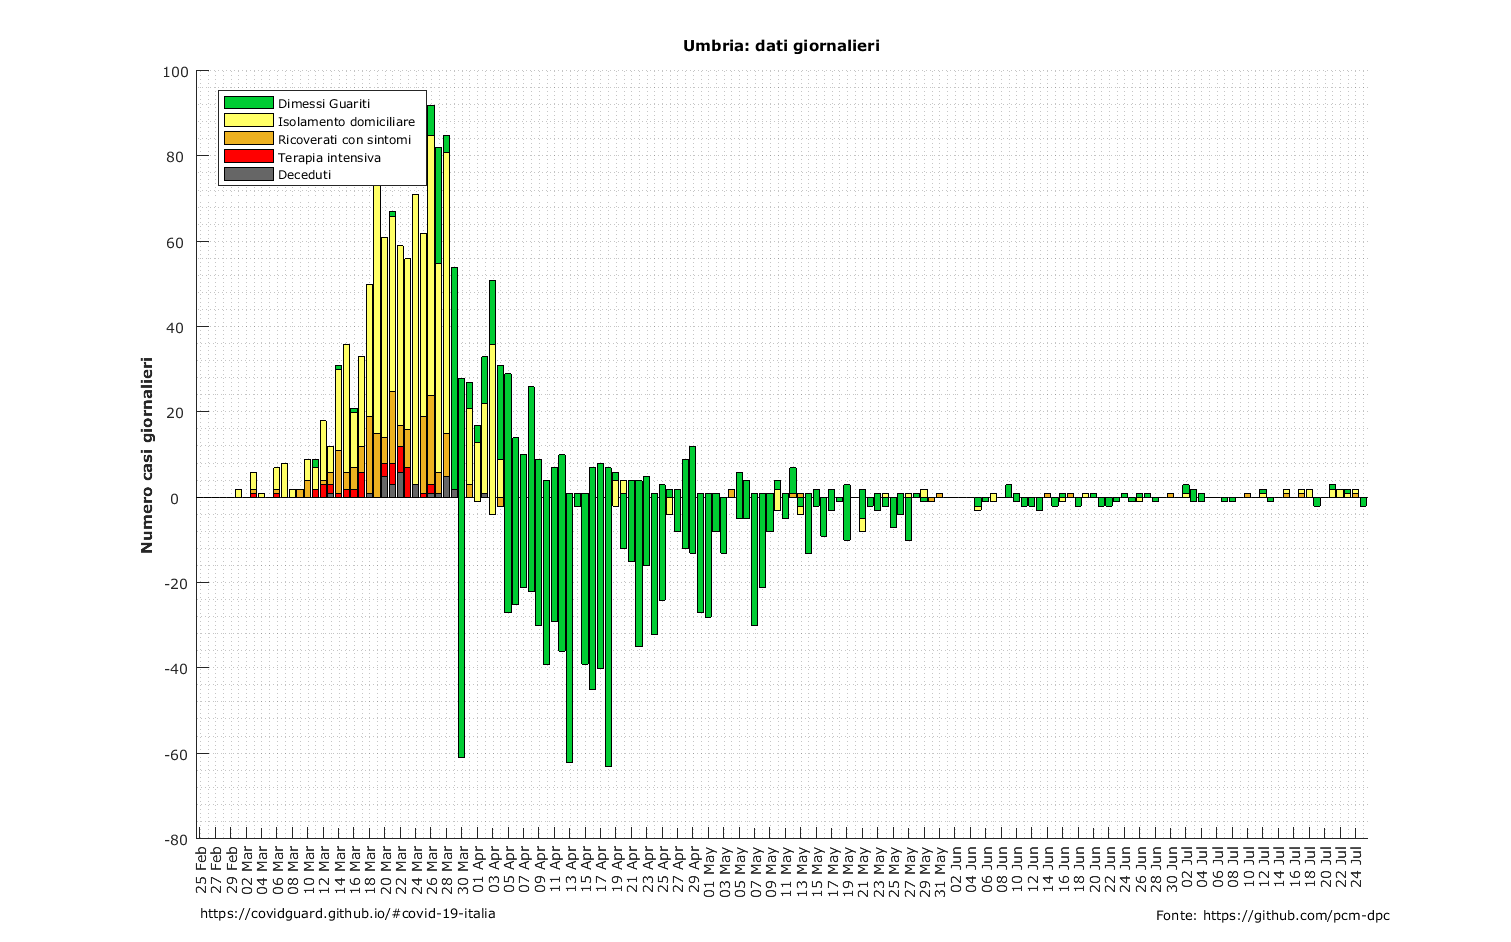 Umbria: dati giornalieri
100
80
60
40
20
0
-20
-40
-60
-80
Numero casi giornalieri
Dimessi Guariti
Isolamento domiciliare
Ricoverati con sintomi
Terapia intensiva
Deceduti
25 Feb
27 Feb
29 Feb
02 Mar
04 Mar
06 Mar
08 Mar
10 Mar
12 Mar
14 Mar
16 Mar
18 Mar
20 Mar
22 Mar
24 Mar
26 Mar
28 Mar
30 Mar
01 Apr
03 Apr
05 Apr
07 Apr
09 Apr
11 Apr
13 Apr
15 Apr
17 Apr
19 Apr
21 Apr
23 Apr
25 Apr
27 Apr
29 Apr
01 May
03 May
05 May
07 May
09 May
11 May
13 May
15 May
17 May
19 May
21 May
23 May
25 May
27 May
29 May
31 May
02 Jun
04 Jun
06 Jun
08 Jun
10 Jun
12 Jun
14 Jun
16 Jun
18 Jun
20 Jun
22 Jun
24 Jun
26 Jun
28 Jun
30 Jun
02 Jul
04 Jul
06 Jul
08 Jul
10 Jul
12 Jul
14 Jul
16 Jul
18 Jul
20 Jul
22 Jul
24 Jul
https://covidguard.github.io/#covid-19-italia
Fonte: https://github.com/pcm-dpc